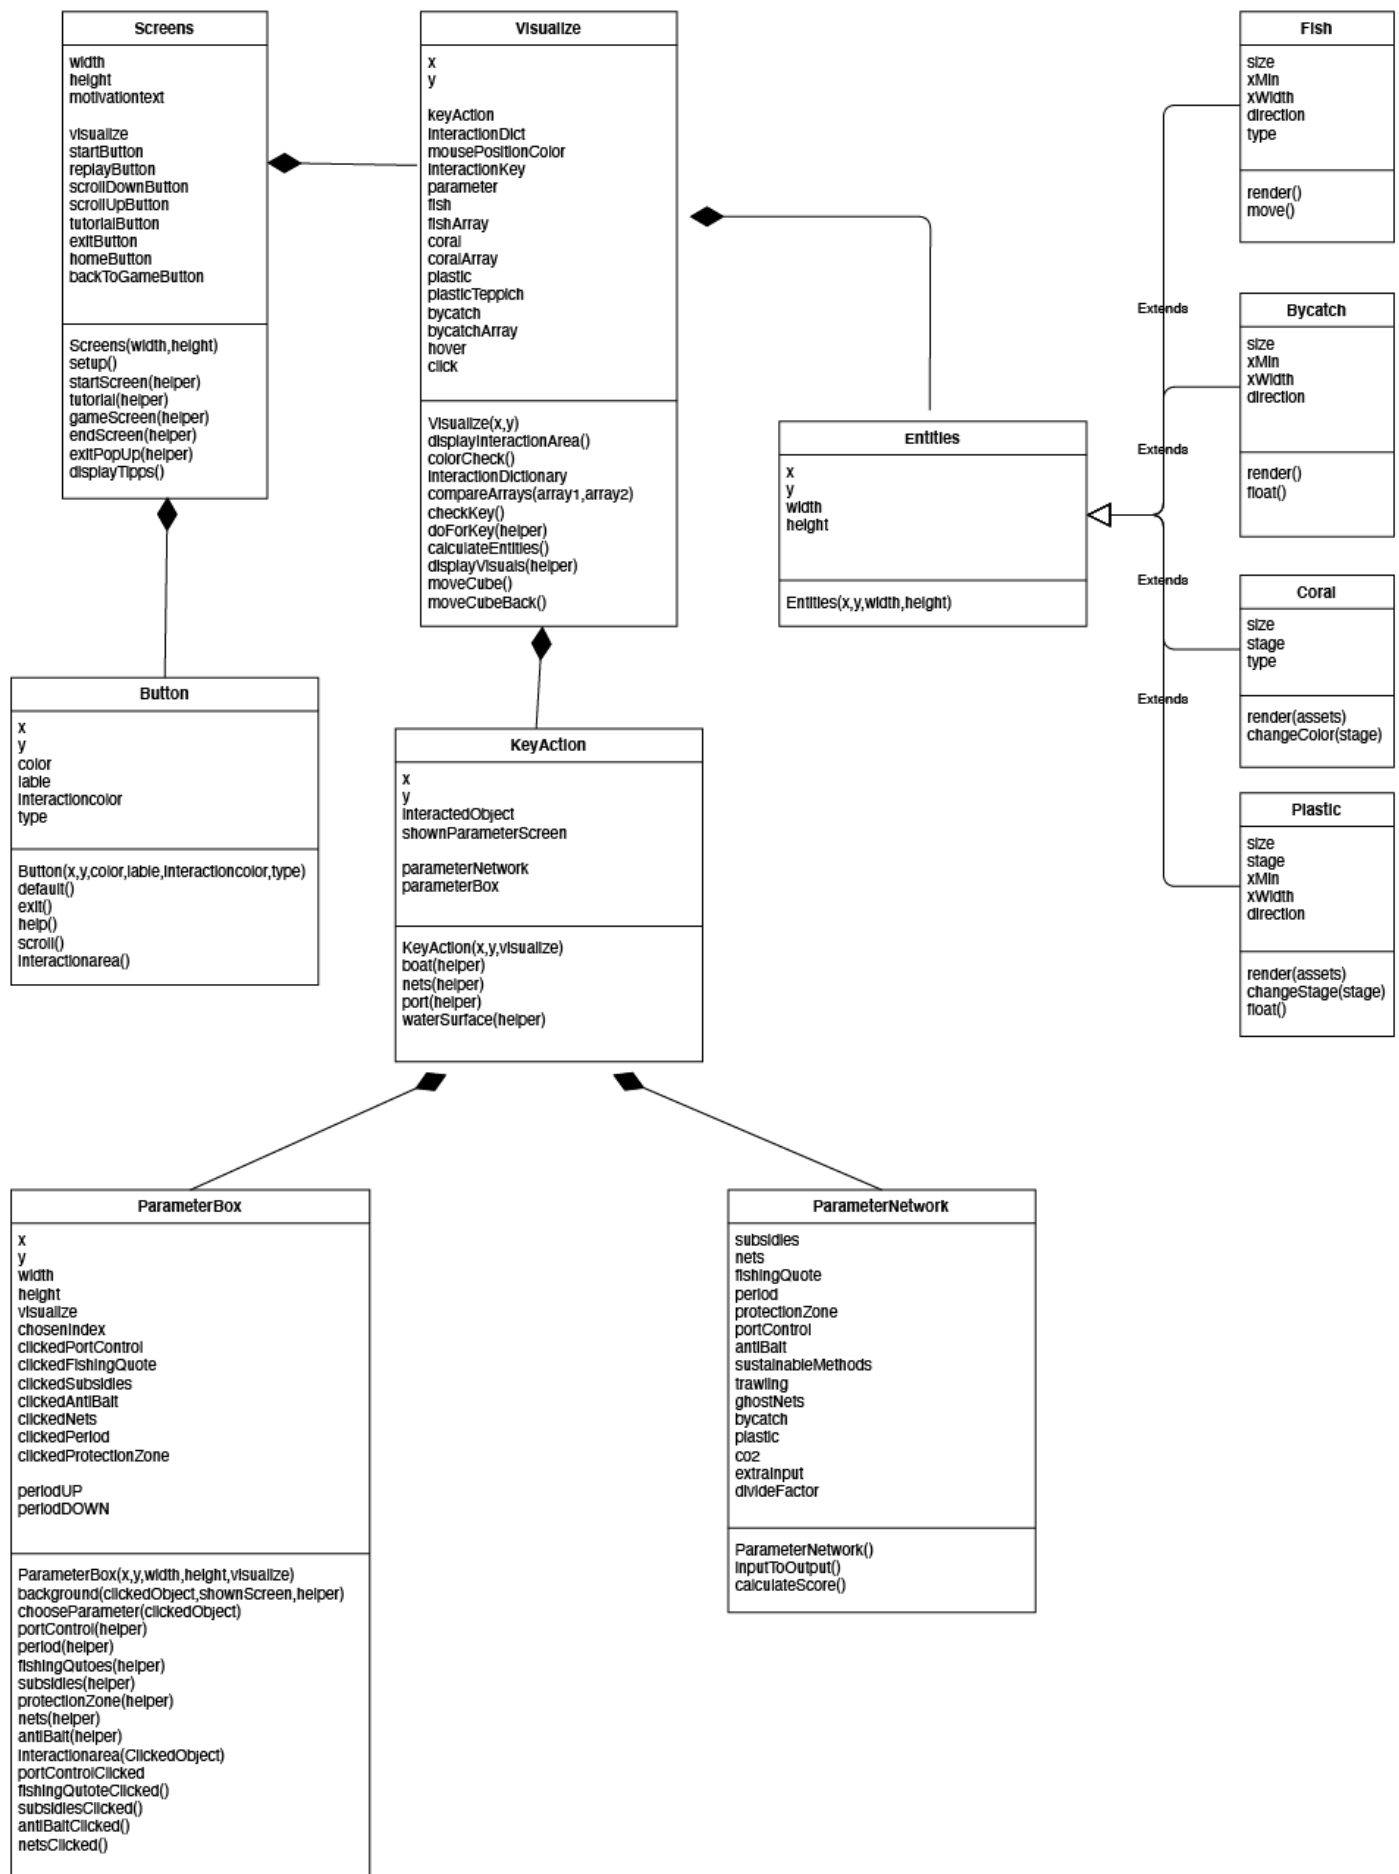 Screens
width
height
motivationtext
visualize
startButton
replayButton
scrollDownButton
scrollUpButton
tutorialButton
exitButton
homeButton
backToGameButton
Screens(width,height)
setup()
startScreen(helper)
tutorial(helper)
gameScreen(helper)
endScreen(helper)
exitPopUp(helper)
displayTipps()
Visualize
x
y
keyAction
interactionDict
mousePositionColor
interactionKey
parameter
fish
fishArray
coral
coralArray
plastic
plasticTeppich
bycatch
bycatchArray
hover
click
Visualize(x,y)
displayInteractionArea()
colorCheck()
interactionDictionary
compareArrays(array1,array2)
checkKey()
doForKey(helper)
calculateEntities()
displayVisuals(helper)
moveCube()
moveCubeBack()
Entities
x
y
width
height
Entities(x,y,width,height)
Extends
Extends
Extends
Extends
Fish
size
xMin
xWidth
direction
type
render()
move()
Bycatch
size
xMin
xWidth
direction
render()
float()
Coral
size
stage
type
render(assets)
changeColor(stage)
Plastic
size
stage
xMin
xWidth
direction
render(assets)
changeStage(stage)
float()
Button
x
y
color
lable
interactioncolor
type
Button(x,y,color,lable,interactioncolor,type)
default()
exit()
help()
scroll()
interactionarea()
KeyAction
x
y
interactedObject
shownParameterScreen
parameterNetwork
parameterBox
KeyAction(x,y,visualize)
boat(helper)
nets(helper)
port(helper)
waterSurface(helper)
ParameterBox
x
y
width
height
visualize
chosenIndex
clickedPortControl
clickedFishingQuote
clickedSubsidies
clickedAntiBait
clickedNets
clickedPeriod
clickedProtectionZone
periodUP
periodDOWN
ParameterBox(x,y,width,height,visualize)
background(clickedObject,shownScreen,helper)
chooseParameter(clickedObject)
portControl(helper)
period(helper)
fishingQutoes(helper)
subsidies(helper)
protectionZone(helper)
nets(helper)
antiBait(helper)
interactionarea(ClickedObject)
portControlClicked
fishingQutoteClicked()
subsidiesClicked()
antiBaitClicked()
netsClicked()
ParameterNetwork
subsidies
nets
fishingQuote
period
protectionZone
portControl
antiBait
sustainableMethods
trawling
ghostNets
bycatch
plastic
co2
extraInput
divideFactor
ParameterNetwork()
inputToOutput()
calculateScore()